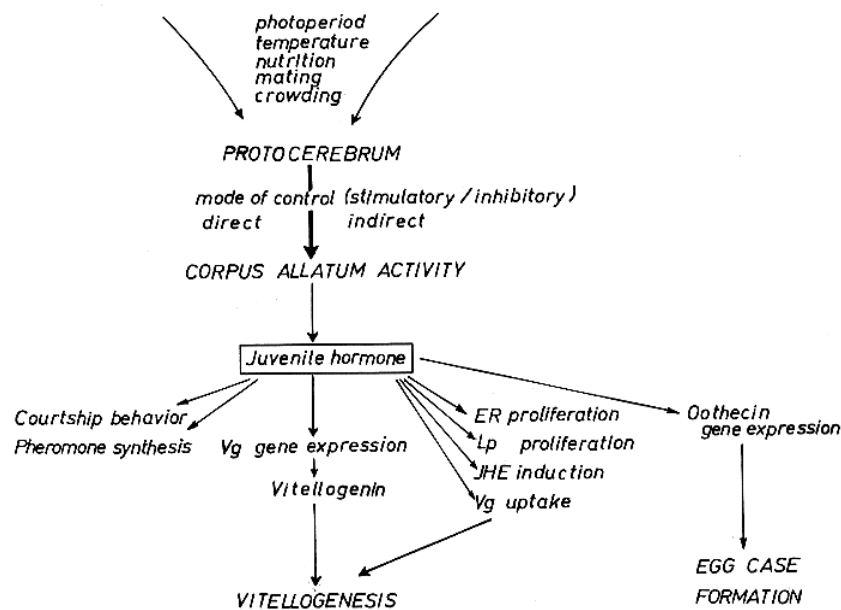 photoperiod
temperature
nutrition
mating
crowding
PROTOCEREBRUM
mode of control (stimulatory / inhibitory)
direct indirect
CORPUS ALLATUM ACTIVITY
Juvenile hormone
Courtship behavior
Pheromone synthesis
Vg gene expression
Vitellogenin
ER proliferation
Lp proliferation
JHE induction
Vg uptake
Oothecin
gene expression
VITELLOGENESIS
EGG CASE
FORMATION